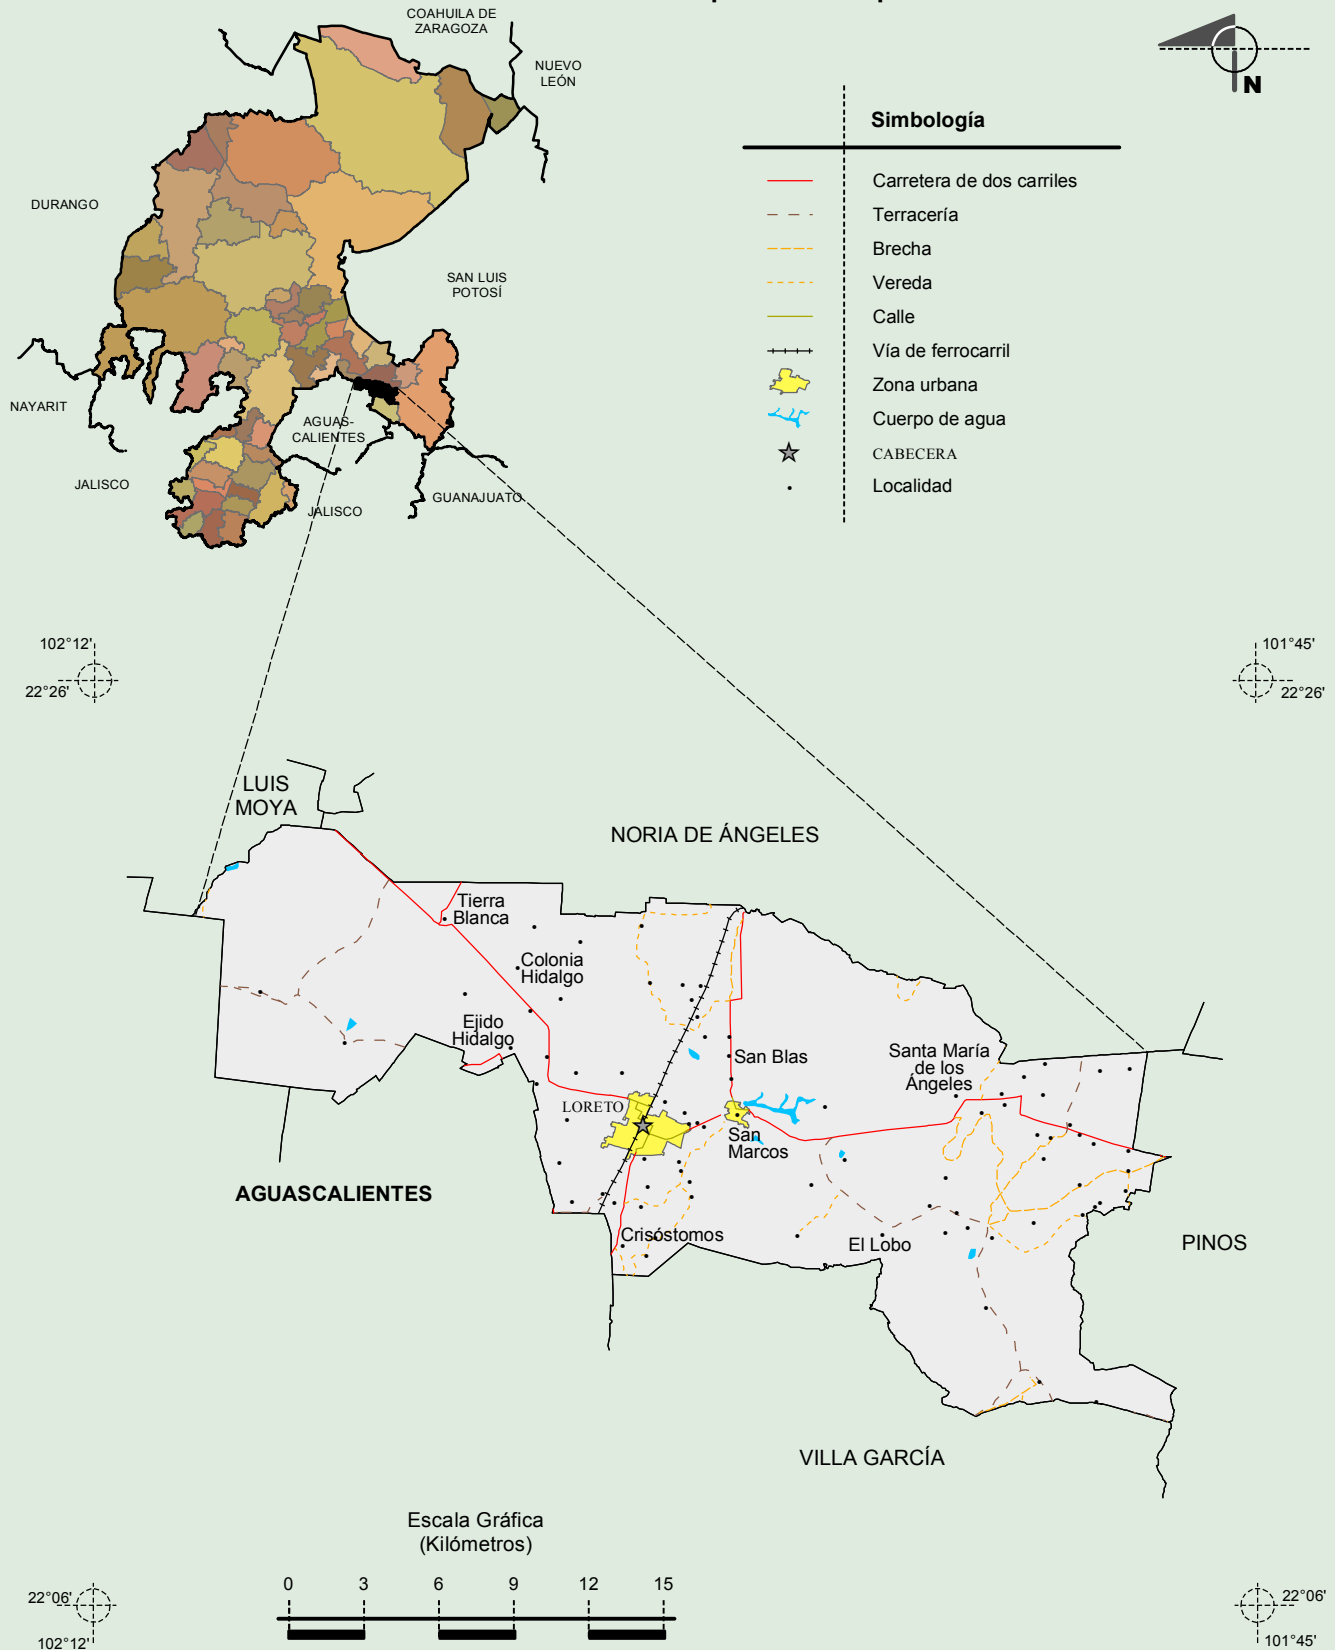 COAHUILA DE
ZARAGOZA
NUEVO
LEÓN
N
DURANGO
SAN LUIS
POTOSÍ
NAYARIT
AGUAS-
CALIENTES
JALISCO
JALISCO
GUANAJUATO
Simbología
Carretera de dos carriles
Terracería
Brecha
Vereda
Calle
Vía de ferrocarril
Zona urbana
Cuerpo de agua
CABECERA
Localidad
102°12'
22°26'
101°45'
22°26'
LUIS
MOYA
NORIA DE ÁNGELES
Tierra
Blanca
Colonia
Hidalgo
Ejido
Hidalgo
San Blas
Santa María
de los
Ángeles
LORETO
San
Marcos
AGUASCALIENTES
Crisóstomos
El Lobo
PINOS
VILLA GARCÍA
Escala Gráfica
(Kilómetros)
0 3 6 9 12 15
22°06'
102°12'
22°06'
101°45'